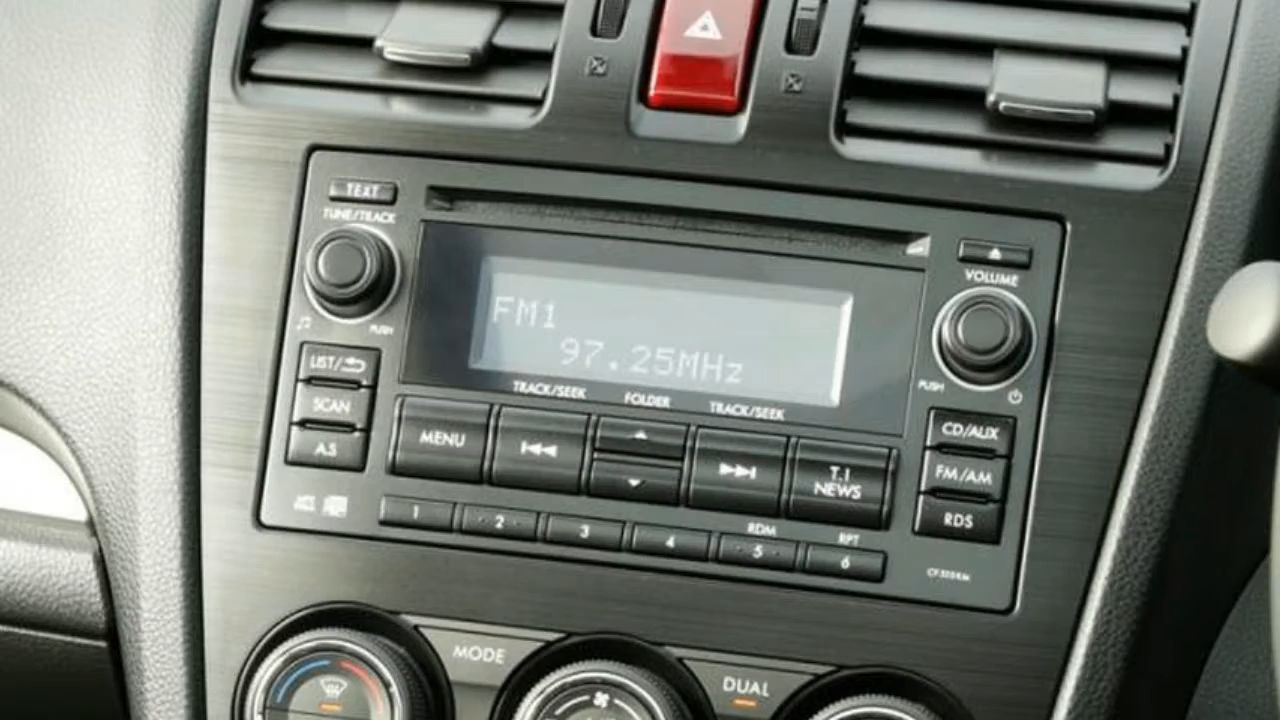 TEXT
TUNE/TRACK
VOLUME
FM1
97.25MHz
PUSH
PUSH
LIST/
SCAN
A.S
TRACK/SEEK
FOLDER
TRACK/SEEK
MENU
T.I
NEWS
CD/AUX
FM/AM
RDS
1
2
3
4
RDM
5
RPT
6
MODE
DUAL